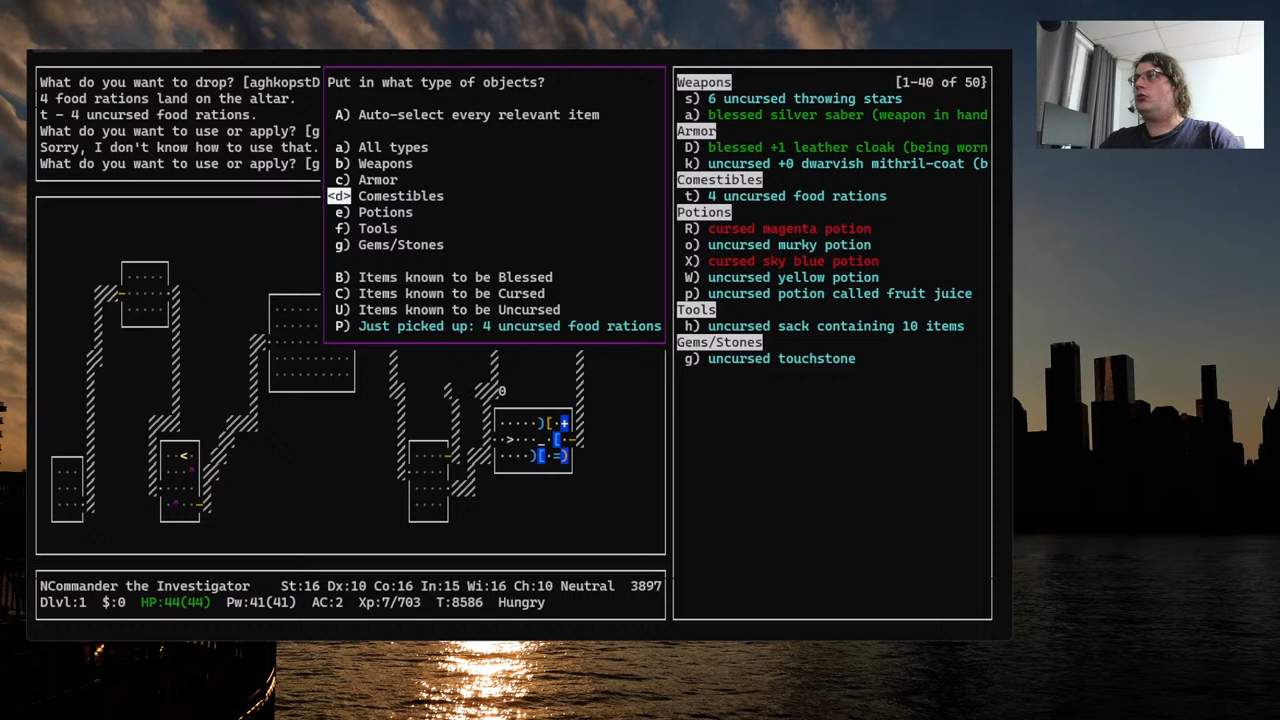 What do you want to drop? [aghkopstD
4 food rations land on the altar.
t - 4 uncursed food rations.
What do you want to use or apply? [g
Sorry, I don't know how to use that.
What do you want to use or apply? [g
Put in what type of objects?
A) Auto-select every relevant item
a) All types
b) Weapons
c) Armor
<d> Comestibles
e) Potions
f) Tools
g) Gems/Stones
B) Items known to be Blessed
C) Items known to be Cursed
U) Items known to be Uncursed
P) Just picked up: 4 uncursed food rations
Weapons [1-40 of 50}
s) 6 uncursed throwing stars
a) blessed silver saber (weapon in hand
Armor
D) blessed +1 leather cloak (being worn
k) uncursed +0 dwarvish mithril-coat (b
Comestibles
t) 4 uncursed food rations
Potions
R) cursed magenta potion
o) uncursed murky potion
X) cursed sky blue potion
W) uncursed yellow potion
p) uncursed potion called fruit juice
Tools
h) uncursed sack containing 10 items
Gems/Stones
g) uncursed touchstone
NCommander the Investigator St:16 Dx:10 Co:16 In:15 Wi:16 Ch:10 Neutral 3897
Dlvl:1 $:0 HP:44(44) Pw:41(41) AC:2 Xp:7/703 T:8586 Hungry